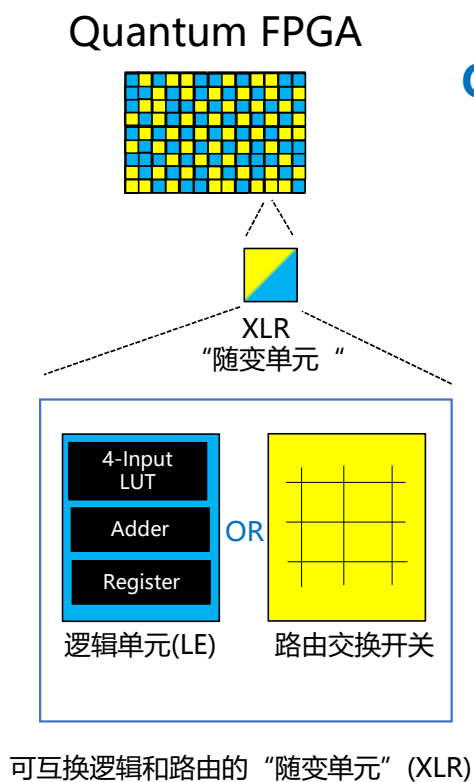 Quantum FPGA
XLR
“随变单元 “
4-Input
LUT
Adder
OR
Register
逻辑单元(LE)
路由交换开关
可互换逻辑和路由的“随变单元”(XLR)